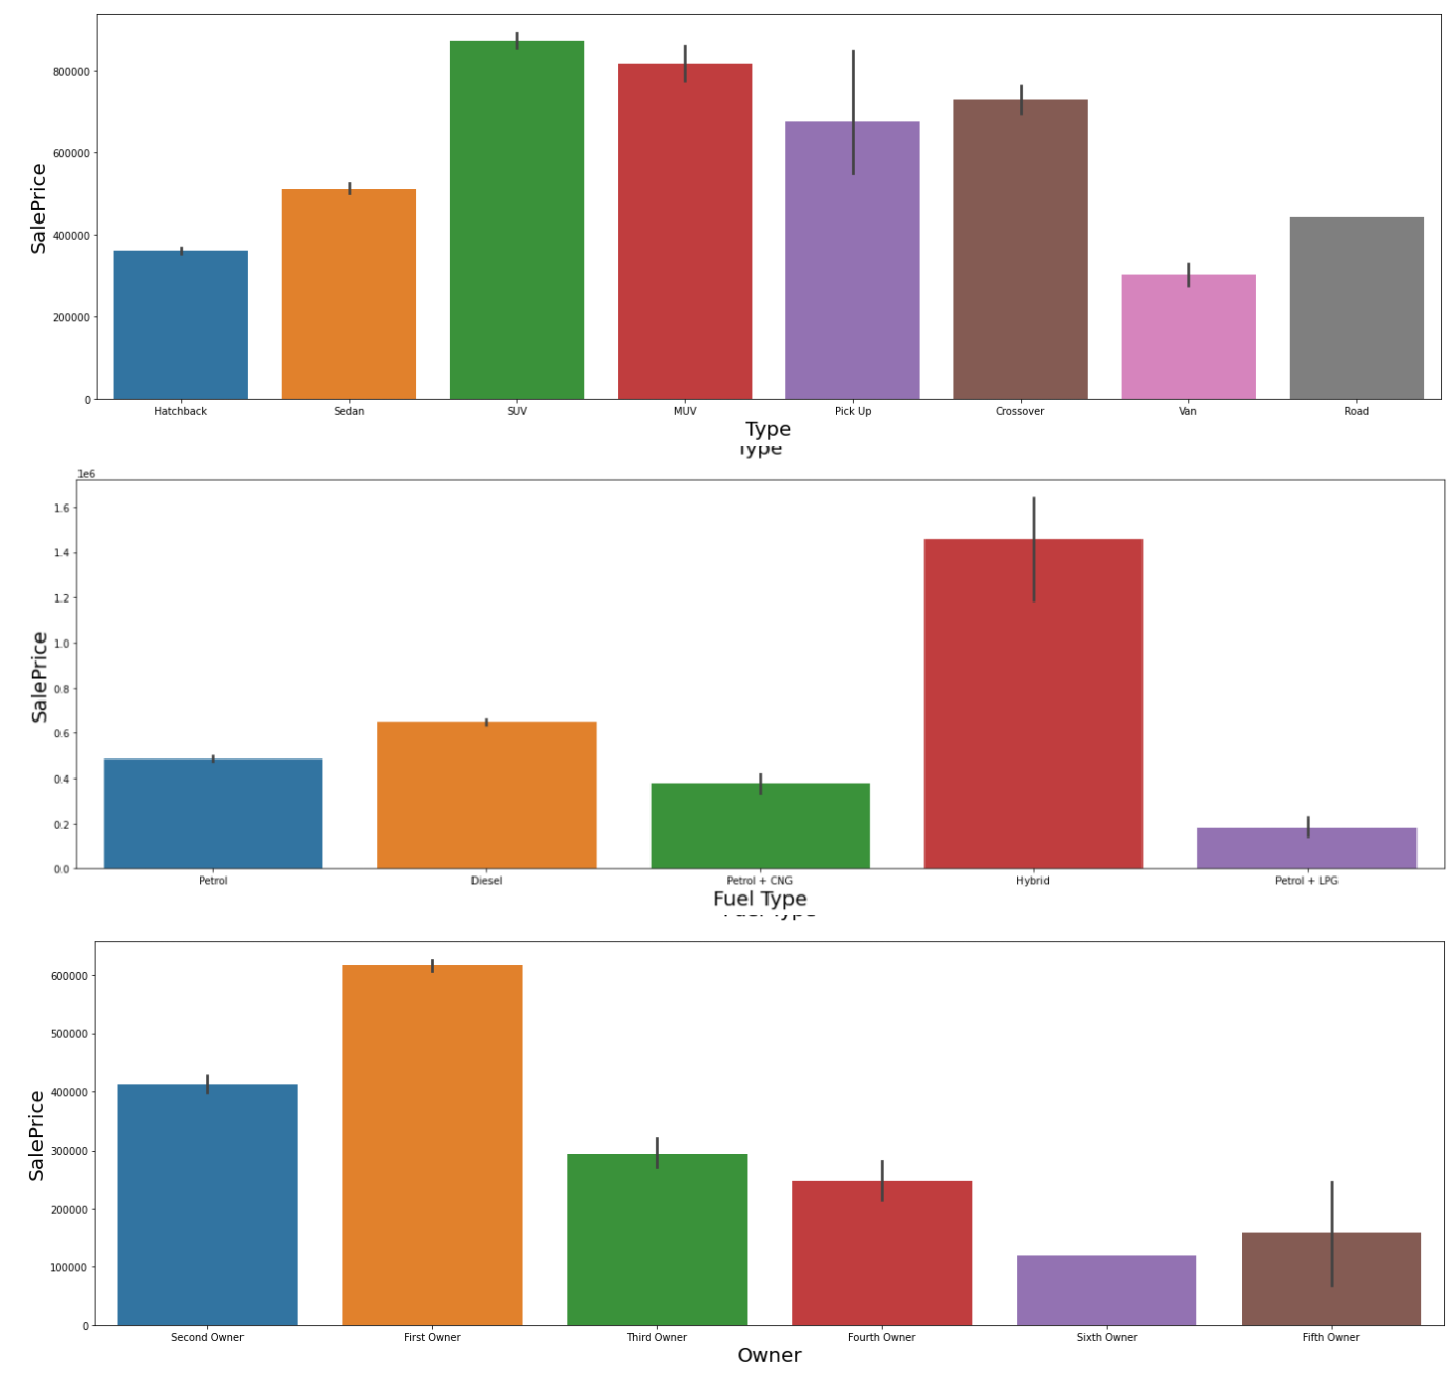 800000
600000
400000
200000
0
SalePrice
Hatchback Sedan SUV MUV Pick Up Crossover Van Road
Type
Type
1e6
1.6
1.4
1.2
1.0
0.8
0.6
0.4
0.2
0.0
SalePrice
Petrol Diesel Petrol + CNG Hybrid Petrol + LPG
Fuel Type
Fuel Type
600000
500000
400000
300000
200000
100000
0
SalePrice
Second Owner First Owner Third Owner Fourth Owner Sixth Owner Fifth Owner
Owner